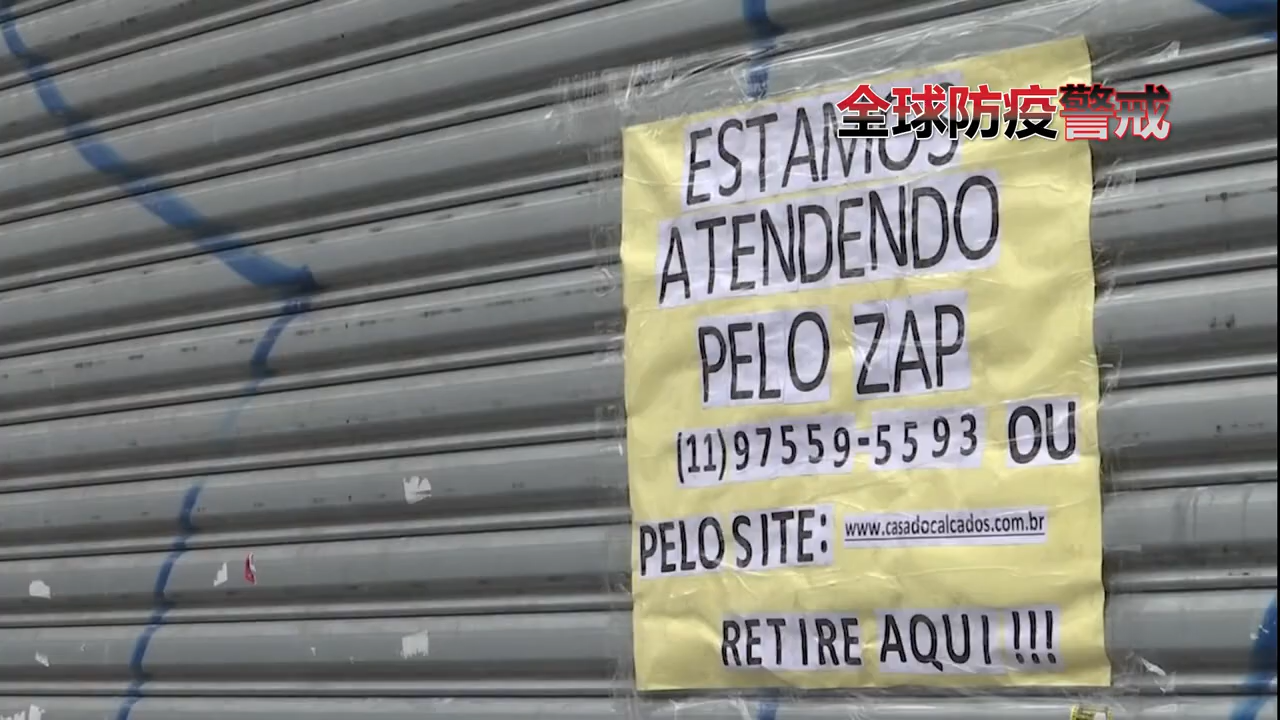 全球防疫警戒
ESTAMOS
ATENDENDO
PELO ZAP
(11)97559-5593 OU
PELO SITE: www.casadocalcados.com.br
RETIRE AQUI !!!